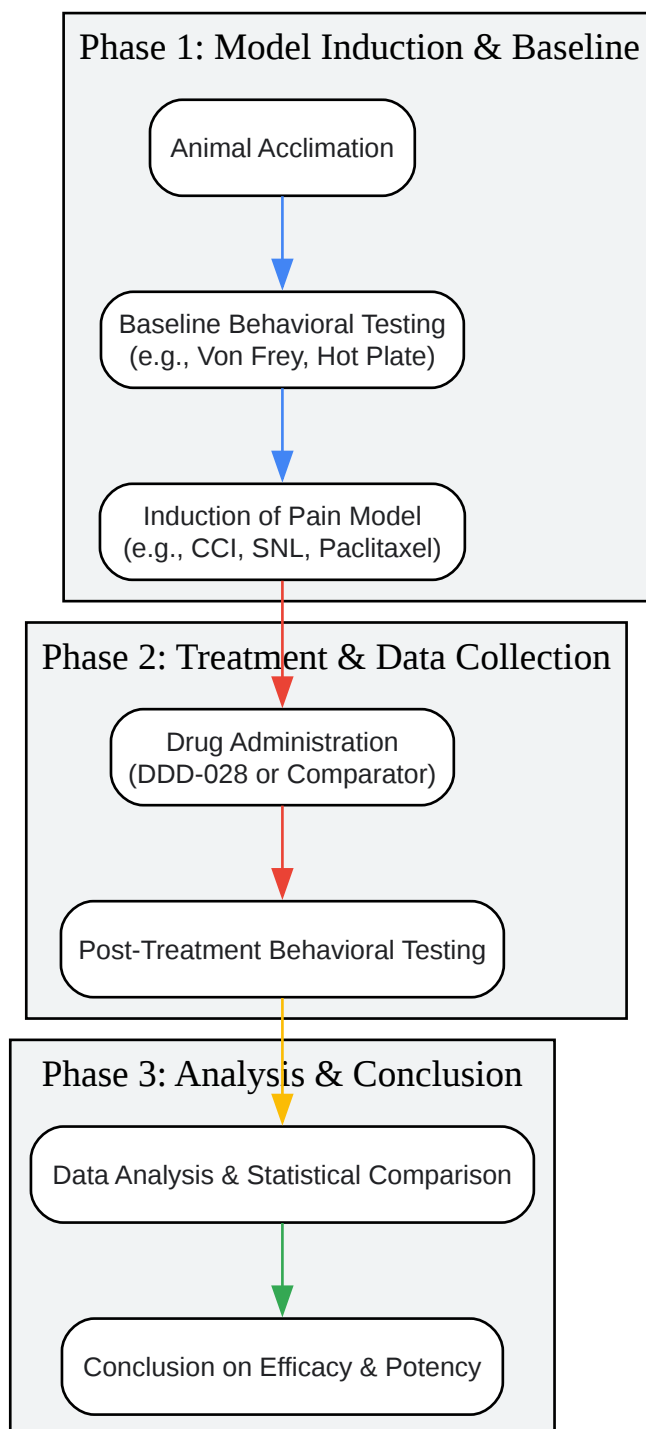 Phase 1: Model Induction & Baseline
Animal Acclimation
Baseline Behavioral Testing
(e.g., Von Frey, Hot Plate)
Induction of Pain Model
(e.g., CCI, SNL, Paclitaxel)
Phase 2: Treatment & Data Collection
Drug Administration
(DDD-028 or Comparator)
Post-Treatment Behavioral Testing
Phase 3: Analysis & Conclusion
Data Analysis & Statistical Comparison
Conclusion on Efficacy & Potency